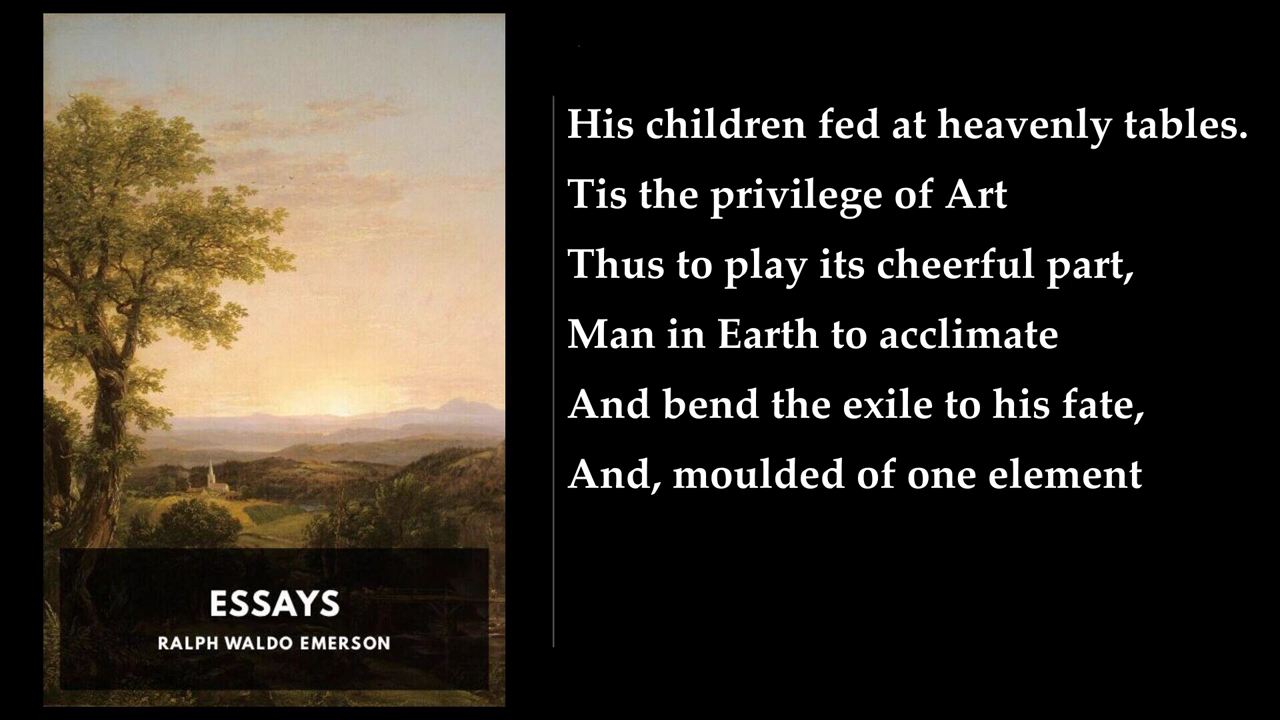 His children fed at heavenly tables.
Tis the privilege of Art
Thus to play its cheerful part,
Man in Earth to acclimate
And bend the exile to his fate,
And, moulded of one element
ESSAYS
RALPH WALDO EMERSON